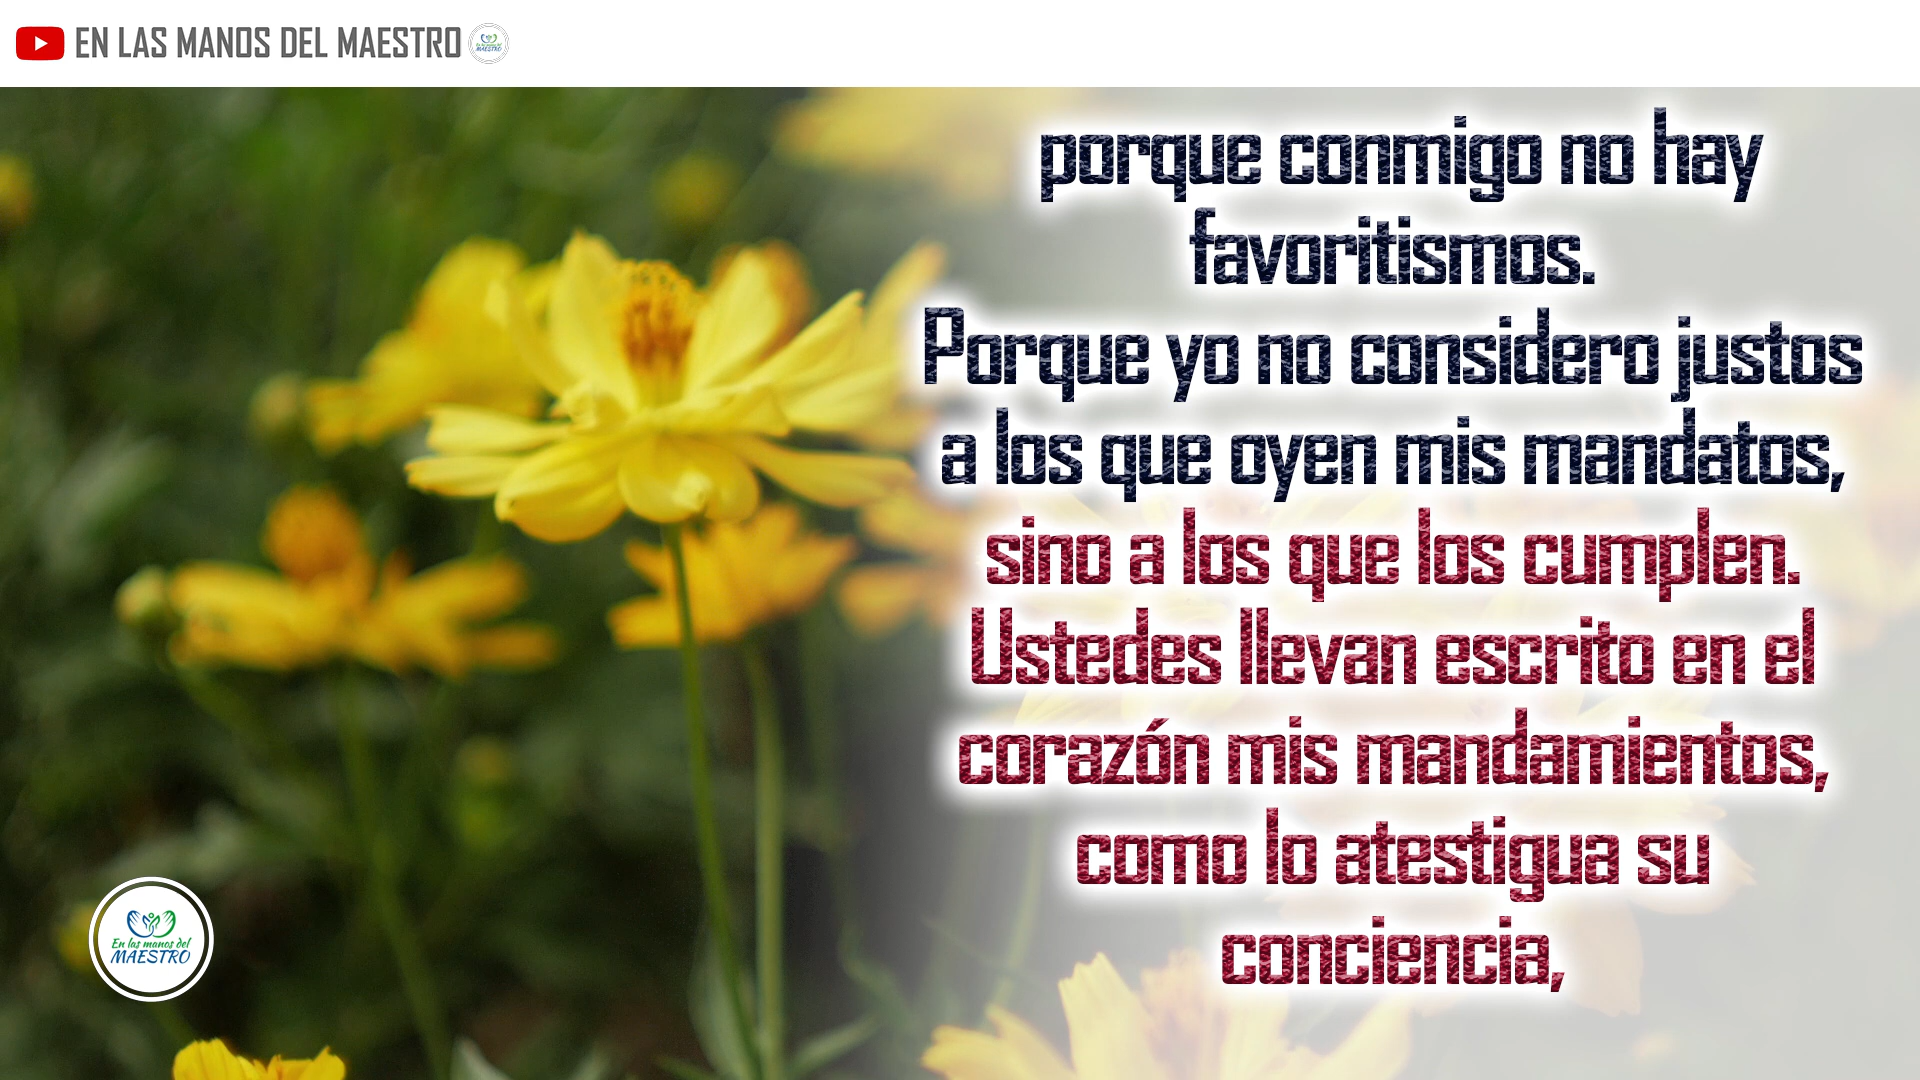 EN LAS MANOS DEL MAESTRO
porque conmigo no hay
favoritismos.
Porque yo no considero justos
a los que oyen mis mandatos,
sino a los que los cumplen.
Ustedes llevan escrito en el
corazón mis mandamientos,
como lo atestigua su
conciencia,
En las manos del
MAESTRO